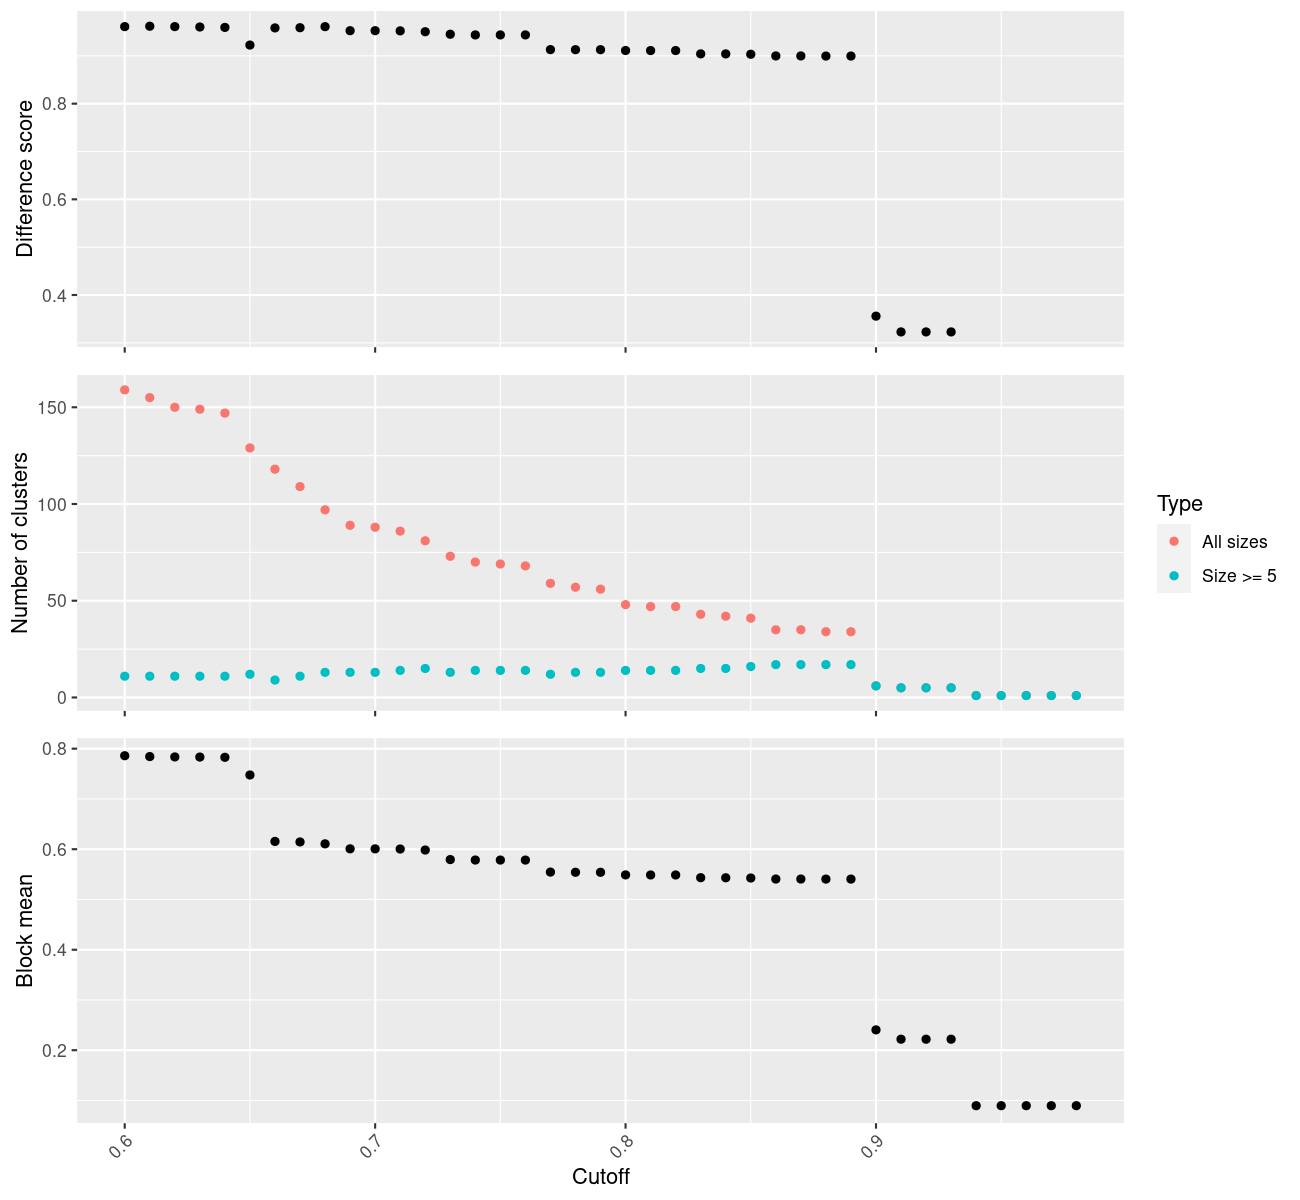 Difference score
0.8
0.6
0.4
Number of clusters
150
100
50
0
Type
All sizes
Size >= 5
Block mean
0.8
0.6
0.4
0.2
0.6
0.7
0.8
0.9
Cutoff